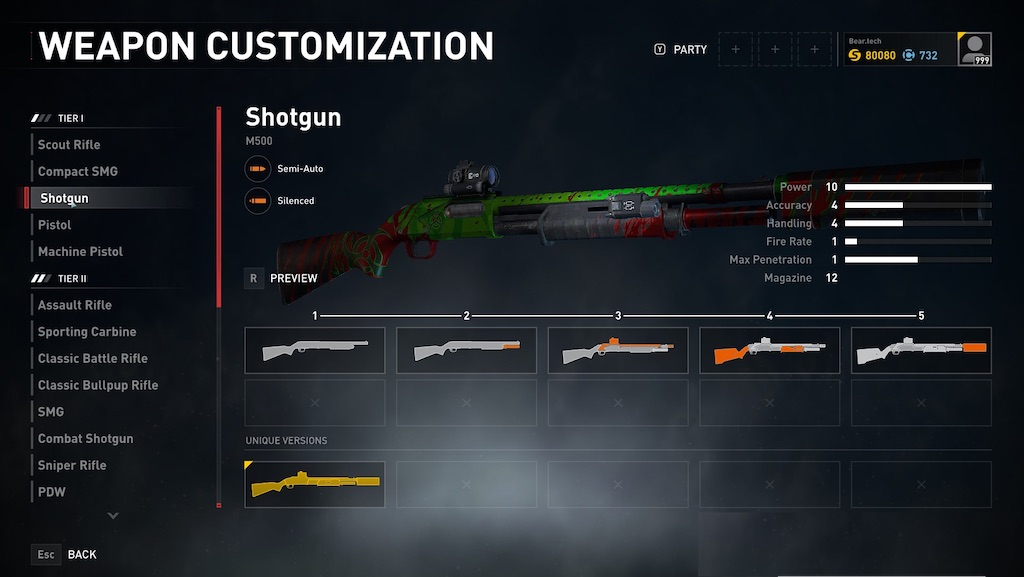 WEAPON CUSTOMIZATION
Y PARTY
Bear.tech
80080 732
999
TIER I
Scout Rifle
Compact SMG
Shotgun
Pistol
Machine Pistol
TIER II
Assault Rifle
Sporting Carbine
Classic Battle Rifle
Classic Bullpup Rifle
SMG
Combat Shotgun
Sniper Rifle
PDW
Shotgun
M500
Semi-Auto
Silenced
R PREVIEW
Power 10
Accuracy 4
Handling 4
Fire Rate 1
Max Penetration 1
Magazine 12
1 2 3 4 5
UNIQUE VERSIONS
Esc BACK